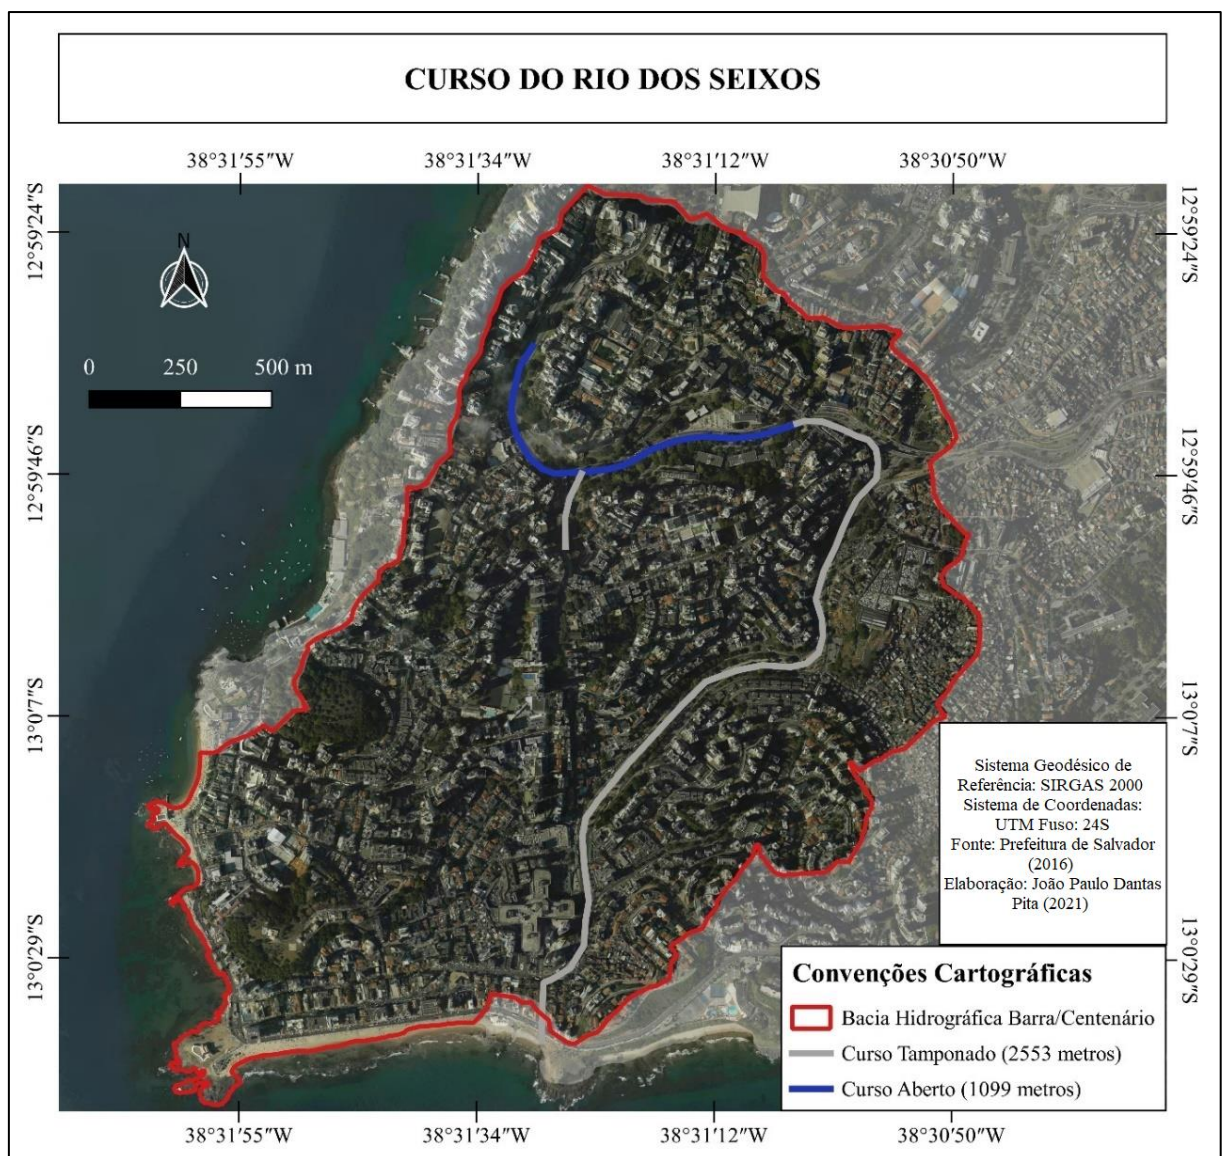 CURSO DO RIO DOS SEIXOS
38°31′55″W 38°31′34″W 38°31′12″W 38°30′50″W
12°59′24″S
12°59′24″S
N
0 250 500 m
12°59′46″S
12°59′46″S
13°0′7″S
13°0′7″S
Sistema Geodésico de
Referência: SIRGAS 2000
Sistema de Coordenadas:
UTM Fuso: 24S
Fonte: Prefeitura de Salvador
(2016)
Elaboração: João Paulo Dantas
Pita (2021)
13°0′29″S
13°0′29″S
Convenções Cartográficas
Bacia Hidrográfica Barra/Centenário
Curso Tamponado (2553 metros)
Curso Aberto (1099 metros)
38°31′55″W 38°31′34″W 38°31′12″W 38°30′50″W